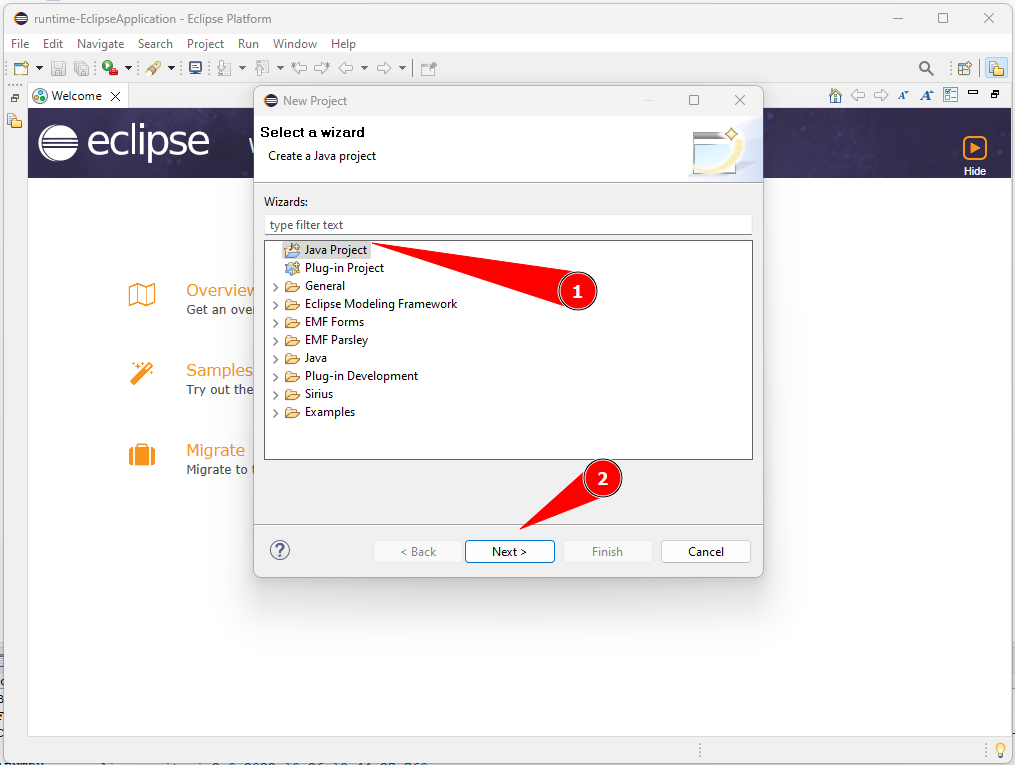 runtime-EclipseApplication - Eclipse Platform
File Edit Navigate Search Project Run Window Help
Welcome
New Project
Select a wizard
Create a Java project
eclipse
Hide
Wizards:
type filter text
Java Project
1
Plug-in Project
General
Eclipse Modeling Framework
EMF Forms
EMF Parsley
Java
Plug-in Development
Sirius
Examples
Overview
Get an over
Samples
Try out the
Migrate
Migrate to
2
? < Back Next > Finish Cancel